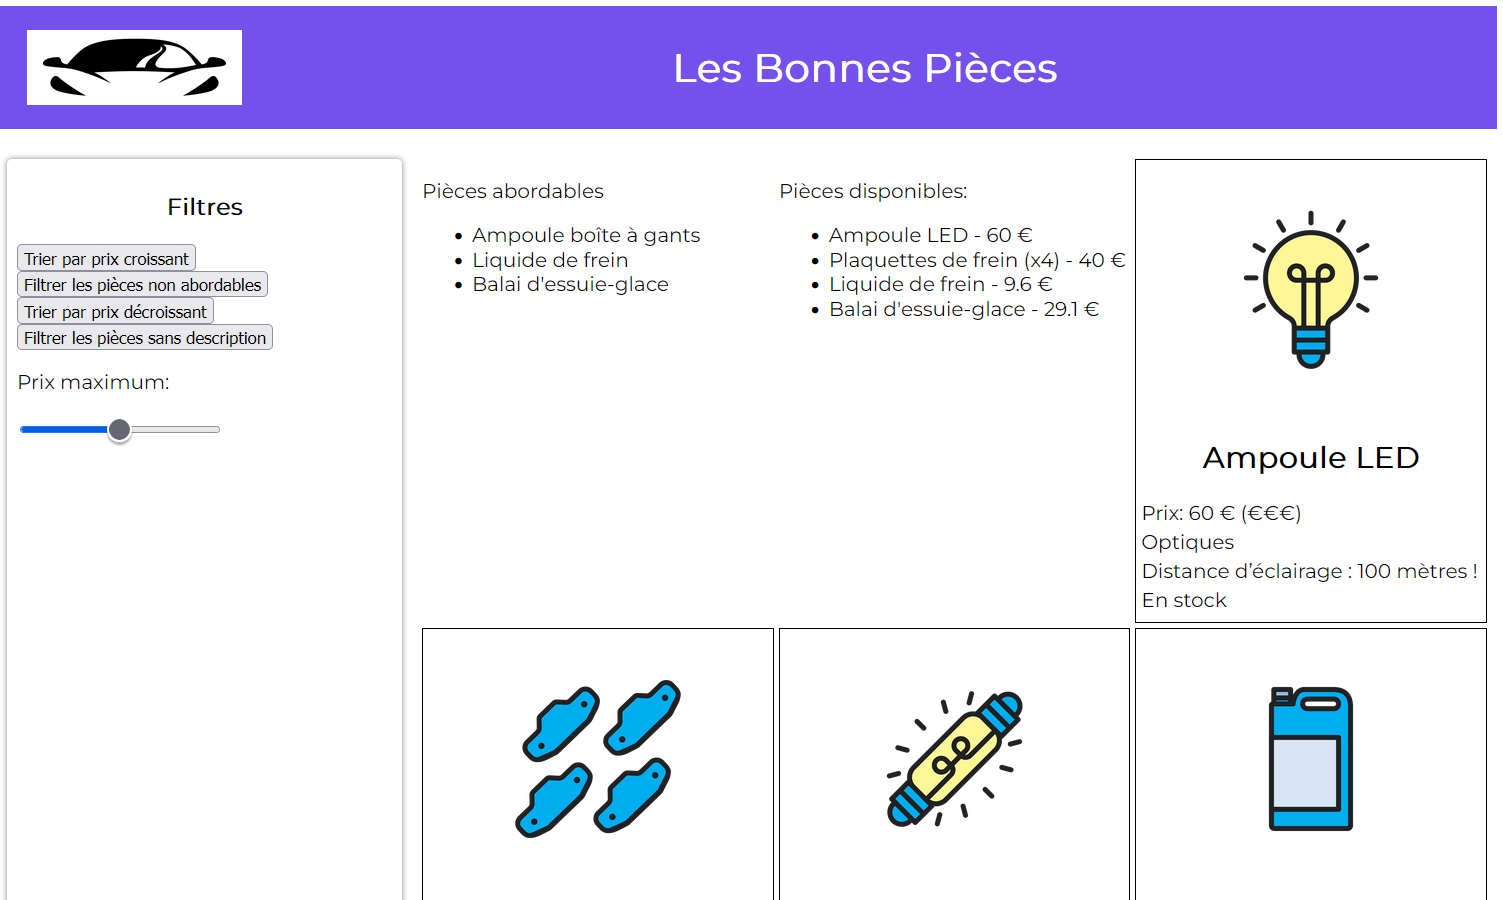 Les Bonnes Pièces
Filtres
Trier par prix croissant
Filtrer les pièces non abordables
Trier par prix décroissant
Filtrer les pièces sans description
Prix maximum:
Pièces abordables
Ampoule boîte à gants
Liquide de frein
Balai d'essuie-glace
Pièces disponibles:
Ampoule LED - 60 €
Plaquettes de frein (x4) - 40 €
Liquide de frein - 9.6 €
Balai d'essuie-glace - 29.1 €
Ampoule LED
Prix: 60 € (€€€)
Optiques
Distance d’éclairage : 100 mètres !
En stock